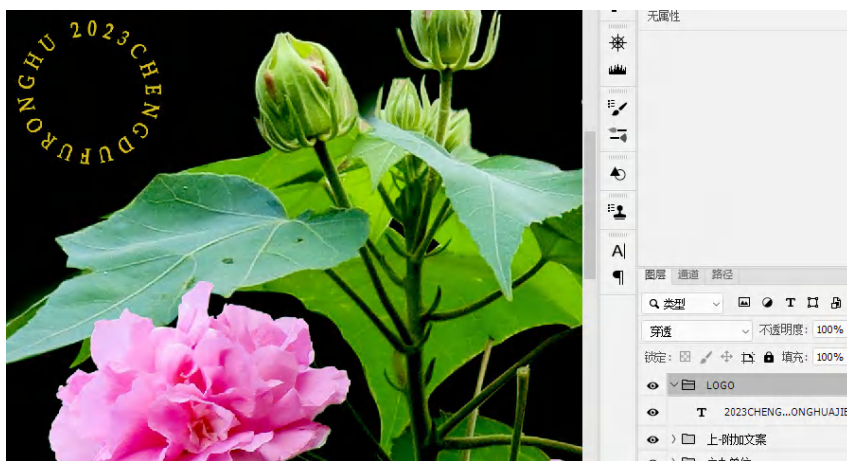 2023CHENGDUFURONGHU
无属性
A
图层 通道 路径
类型 T
穿透 不透明度: 100%
锁定: 填充: 100%
LOGO
T 2023CHENG...ONGHUAJIE
上-附加文案